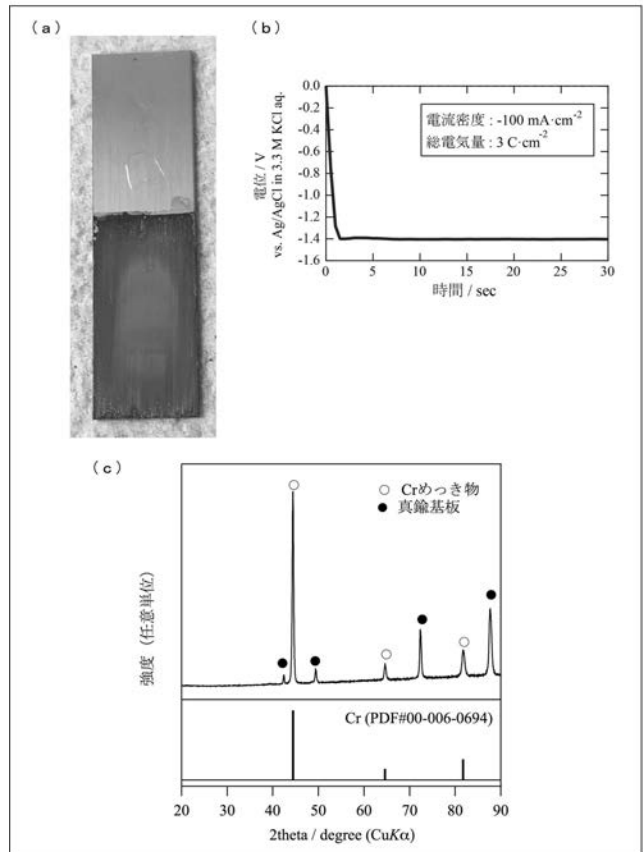 (a)
(b)
0.0
-0.2
-0.4
-0.6
-0.8
-1.0
-1.2
-1.4
-1.6
電位 / V
vs. Ag/AgCl in 3.3 M KCl aq.
電流密度 : -100 mA·cm⁻²
総電気量 : 3 C·cm⁻²
0 5 10 15 20 25 30
時間 / sec
(c)
○ Crめっき物
● 真鍮基板
強度 (任意単位)
Cr (PDF#00-006-0694)
20 30 40 50 60 70 80 90
2theta / degree (CuKα)